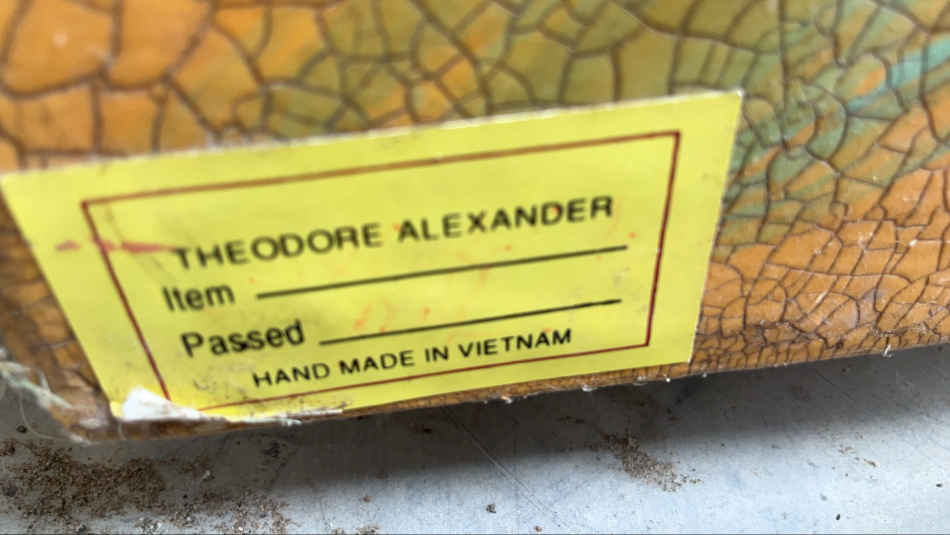 THEODORE ALEXANDER
Item
Passed
HAND MADE IN VIETNAM